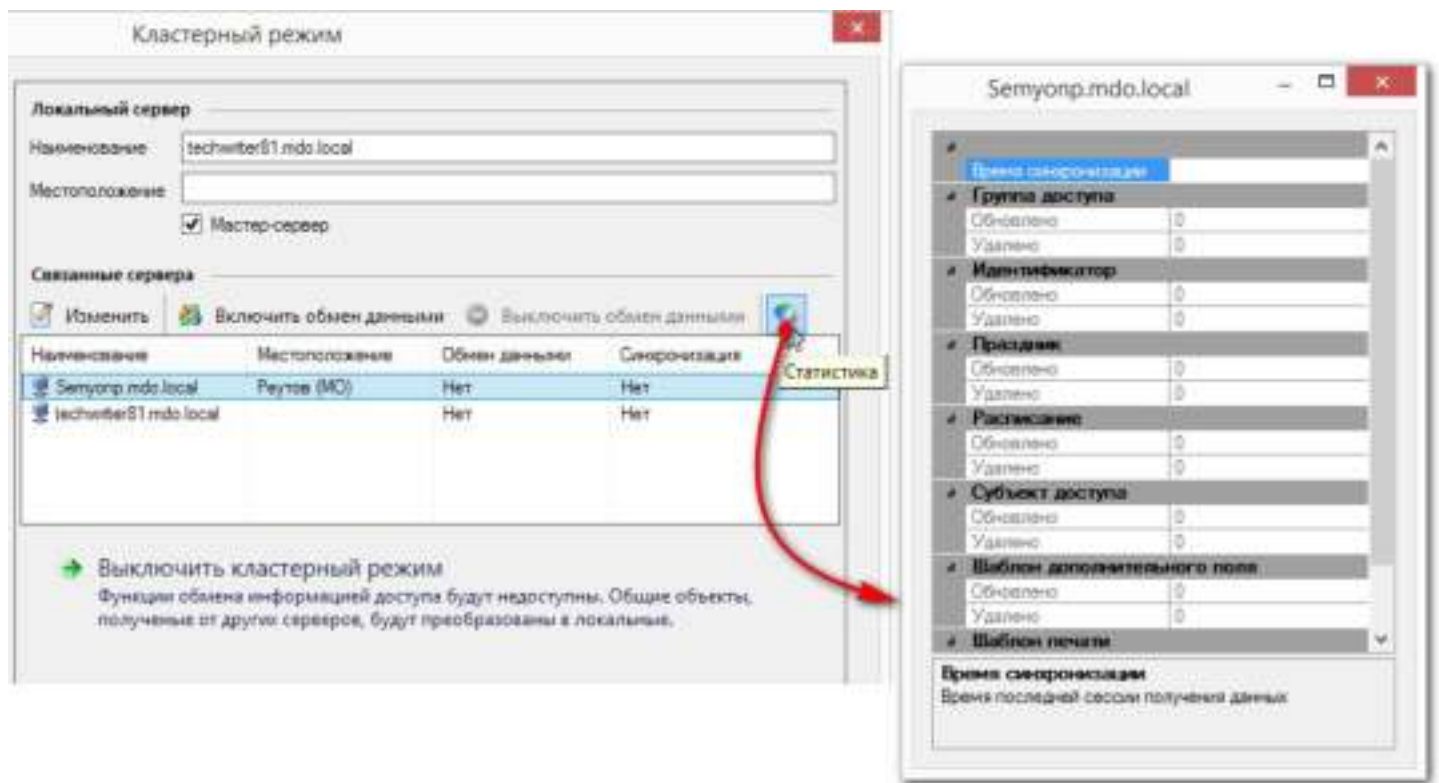 Кластерный режим
Локальный сервер
Наименование techwriter81.mdo.local
Местоположение
Мастер-сервер
Связанные сервера
Изменить Включить обмен данными Выключить обмен данными
Наименование Местоположение Обмен данными Синхронизация
Статистика
Semyonp.mdo.local Реутов (МО) Нет Нет
techwriter81.mdo.local Нет Нет
Выключить кластерный режим
Функции обмена информацией доступа будут недоступны. Общие объекты,
полученые от других серверов, будут преобразованы в локальные.
Semyonp.mdo.local
Время синхронизации
Группа доступа
Обновлено 0
Удалено 0
Идентификатор
Обновлено 0
Удалено 0
Праздник
Обновлено 0
Удалено 0
Расписание
Обновлено 0
Удалено 0
Субъект доступа
Обновлено 0
Удалено 0
Шаблон дополнительного поля
Обновлено 0
Удалено 0
Шаблон печати
Время синхронизации
Время последней сессии получения данных